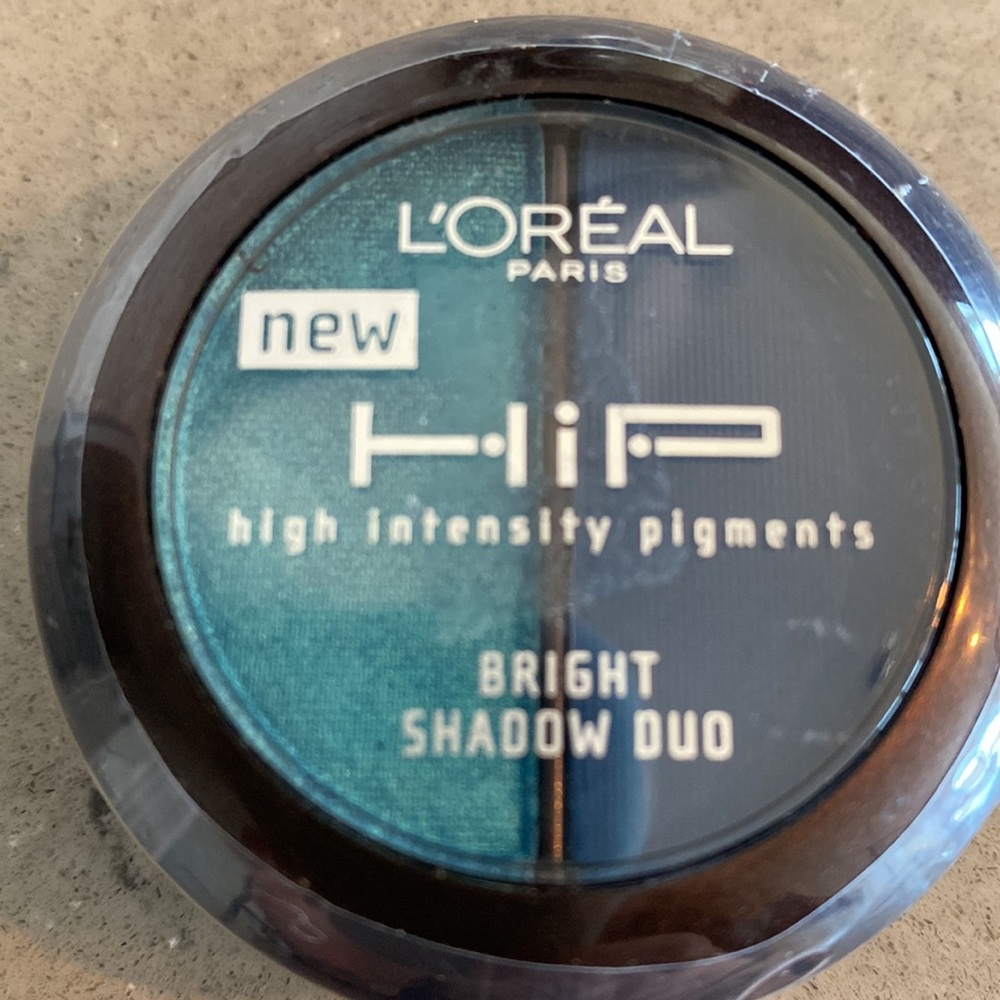 L'ORÉAL
PARIS
new
HiP
high intensity pigments
BRIGHT
SHADOW DUO